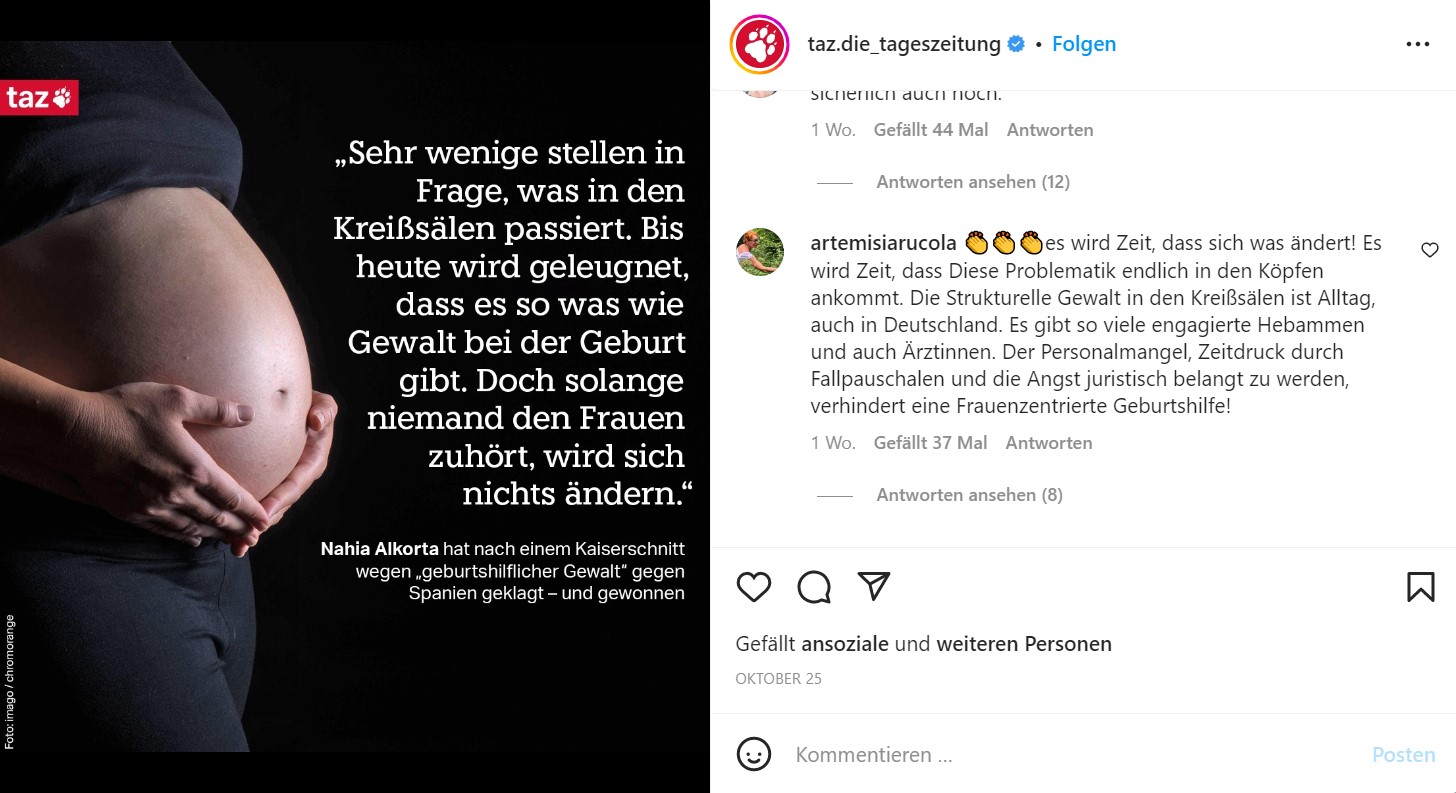 taz
„Sehr wenige stellen in
Frage, was in den
Kreißsälen passiert. Bis
heute wird geleugnet,
dass es so was wie
Gewalt bei der Geburt
gibt. Doch solange
niemand den Frauen
zuhört, wird sich
nichts ändern.“
Nahia Alkorta hat nach einem Kaiserschnitt
wegen „geburtshilflicher Gewalt“ gegen
Spanien geklagt – und gewonnen
Foto: imago / chromorange
taz.die_tageszeitung • Folgen
sicherlich auch noch.
1 Wo. Gefällt 44 Mal Antworten
Antworten ansehen (12)
artemisiarucola 👏👏👏es wird Zeit, dass sich was ändert! Es
wird Zeit, dass Diese Problematik endlich in den Köpfen
ankommt. Die Strukturelle Gewalt in den Kreißsälen ist Alltag,
auch in Deutschland. Es gibt so viele engagierte Hebammen
und auch Ärztinnen. Der Personalmangel, Zeitdruck durch
Fallpauschalen und die Angst juristisch belangt zu werden,
verhindert eine Frauenzentrierte Geburtshilfe!
1 Wo. Gefällt 37 Mal Antworten
Antworten ansehen (8)
Gefällt ansoziale und weiteren Personen
OKTOBER 25
Kommentieren ...
Posten